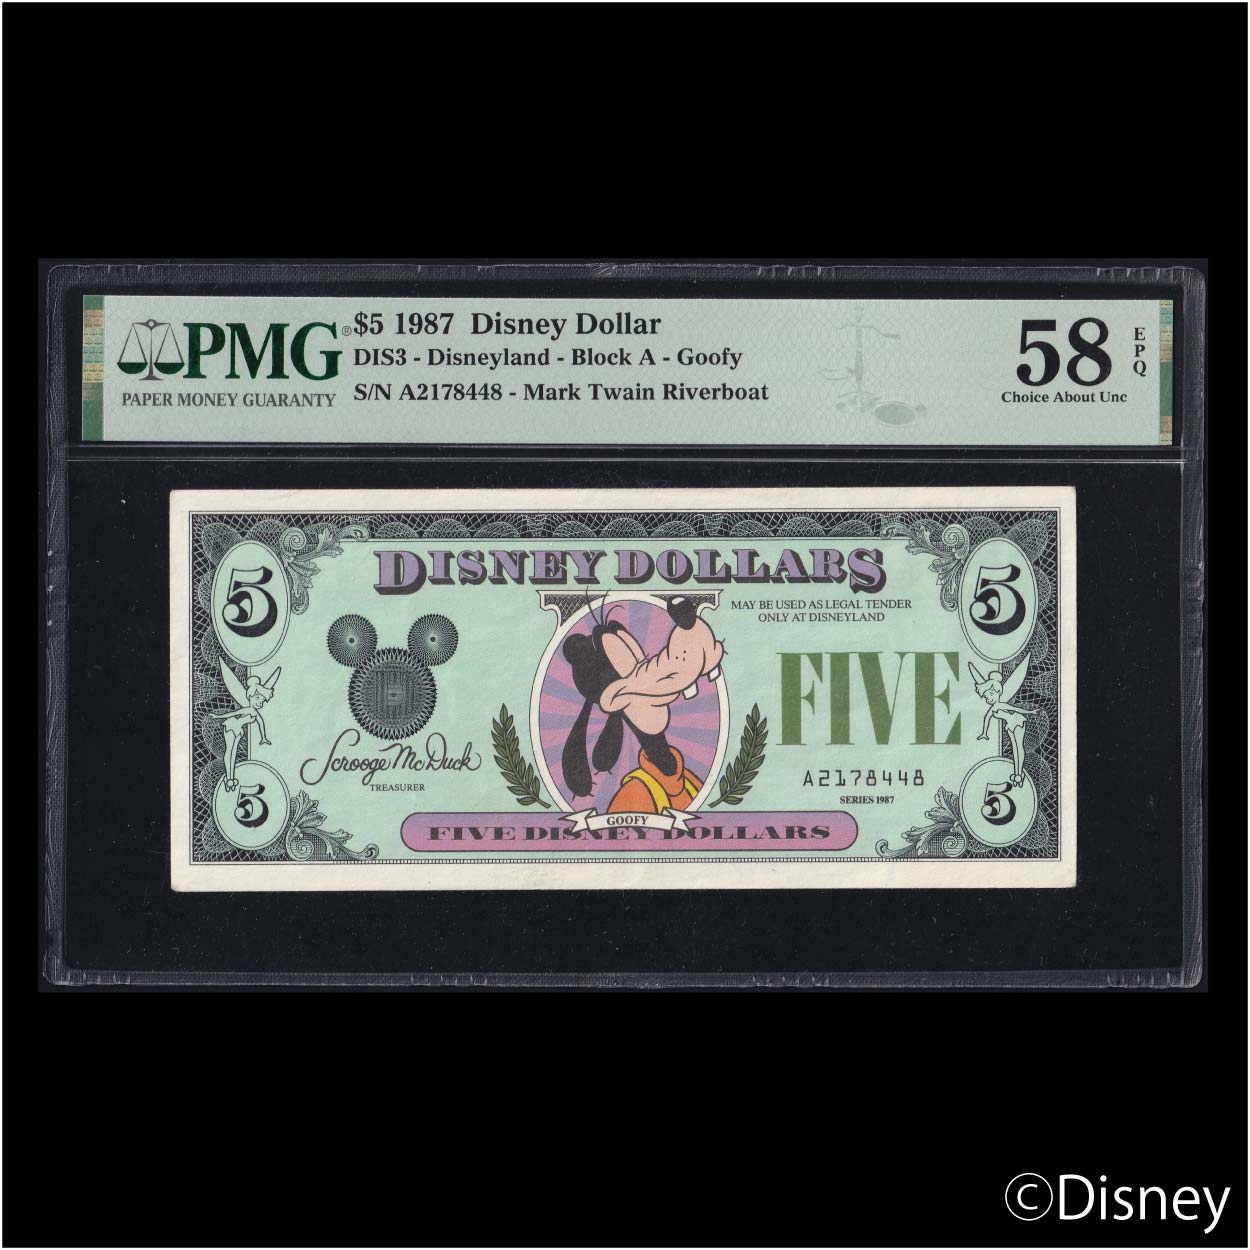 PMG®
PAPER MONEY GUARANTY
$5 1987 Disney Dollar
DIS3 - Disneyland - Block A - Goofy
S/N A2178448 - Mark Twain Riverboat
58 EPQ
Choice About Unc
5
5
DISNEY DOLLARS
MAY BE USED AS LEGAL TENDER
ONLY AT DISNEYLAND
FIVE
Scrooge McDuck
TREASURER
A2178448
SERIES 1987
5
5
GOOFY
FIVE DISNEY DOLLARS
©Disney